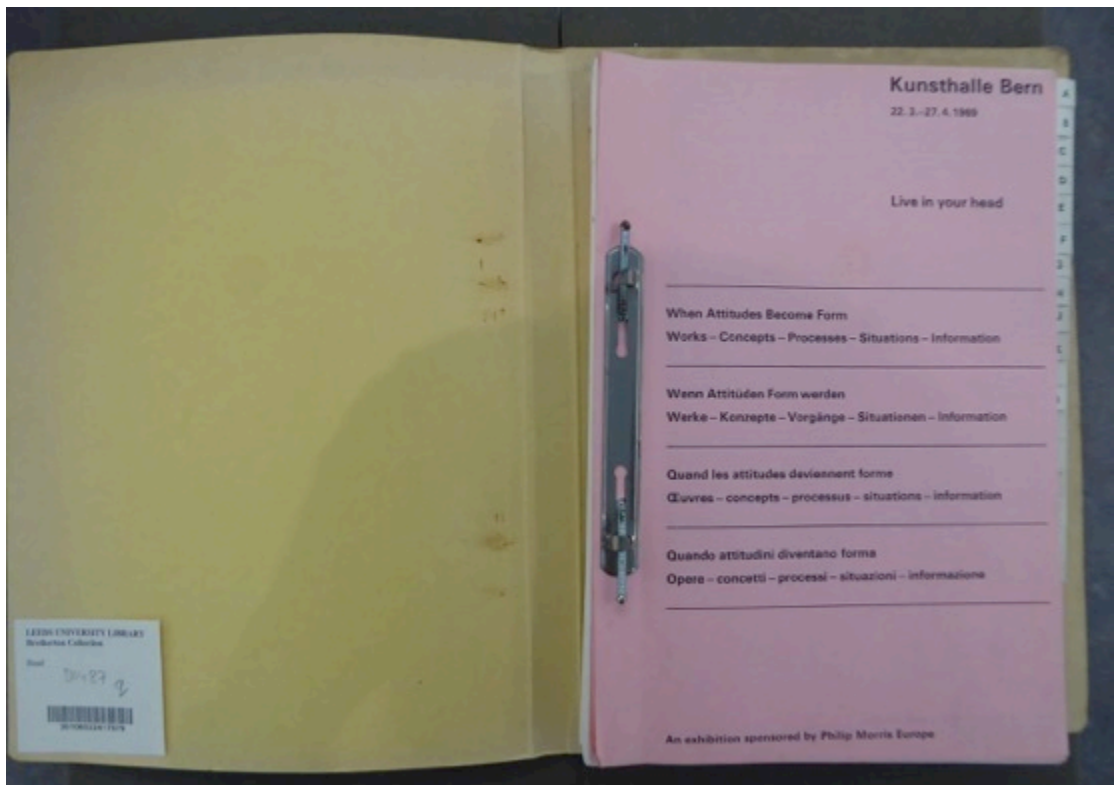 LEEDS UNIVERSITY LIBRARY
Brotherton Collection
Kunsthalle Bern
22. 3.–27. 4. 1969
Live in your head
When Attitudes Become Form
Works – Concepts – Processes – Situations – Information
Wenn Attitüden Form werden
Werke – Konzepte – Vorgänge – Situationen – Information
Quand les attitudes deviennent forme
Œuvres – concepts – processus – situations – information
Quando attitudini diventano forma
Opere – concetti – processi – situazioni – informazione
An exhibition sponsored by Philip Morris Europe
A
B
C
D
E
F
G
H